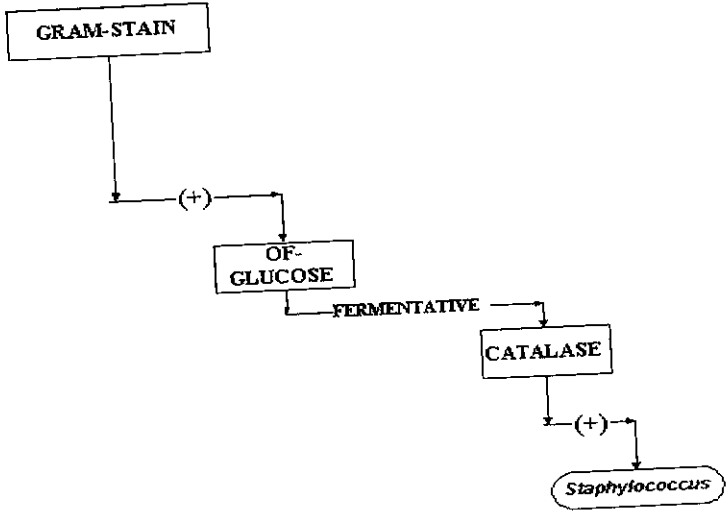 GRAM-STAIN
(+)
OF-
GLUCOSE
FERMENTATIVE
CATALASE
(+)
Staphylococcus